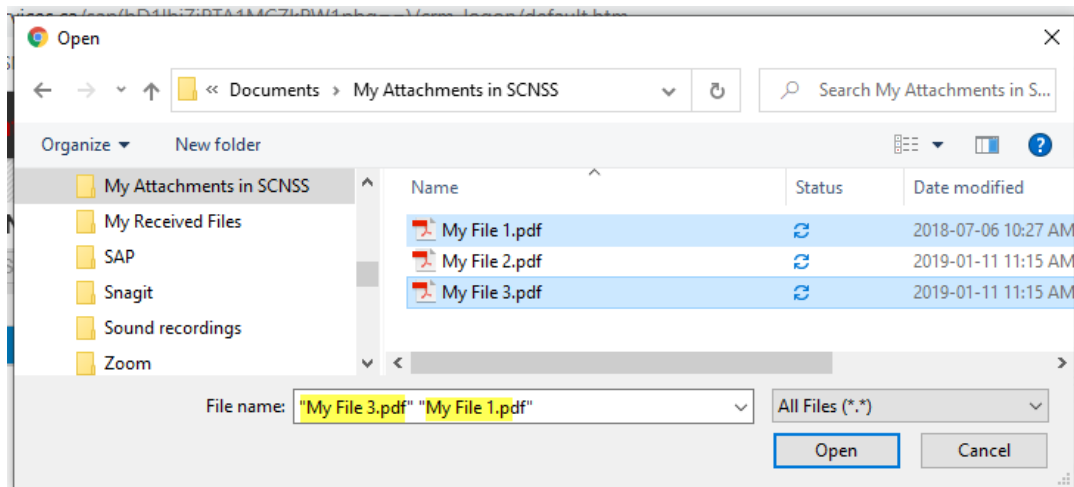 Open
« Documents › My Attachments in SCNSS
Search My Attachments in S...
Organize New folder
My Attachments in SCNSS
My Received Files
SAP
Snagit
Sound recordings
Zoom
Name Status Date modified
My File 1.pdf 2018-07-06 10:27 AM
My File 2.pdf 2019-01-11 11:15 AM
My File 3.pdf 2019-01-11 11:15 AM
File name: "My File 3.pdf" "My File 1.pdf"
All Files (*.*)
Open Cancel